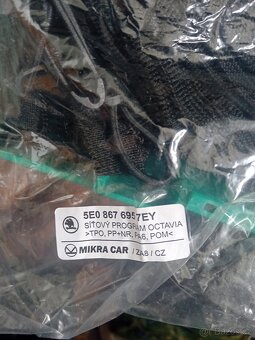 5E0 867 695 7EY
SÍŤOVÝ PROGRAM OCTAVIA
>TPO, PP+NR, PA6, POM<
MIKRA CAR / ZAB / CZ